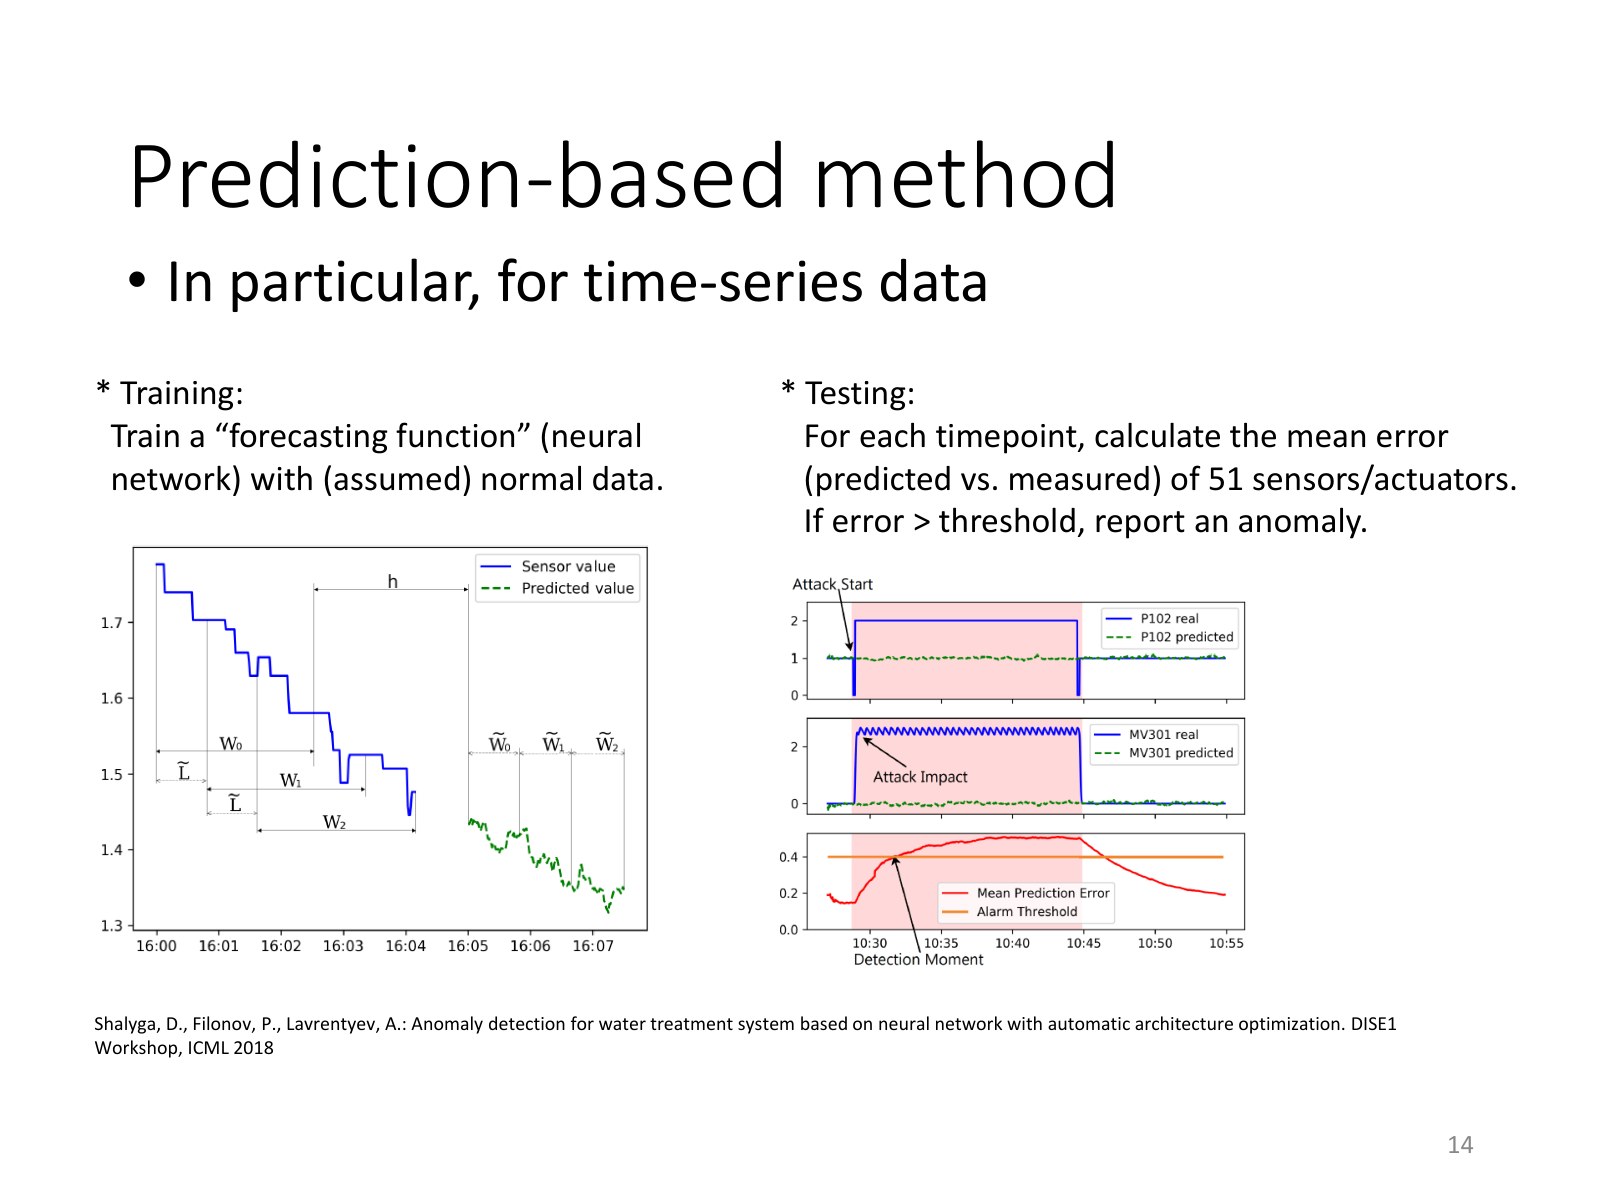 Prediction-based method
• In particular, for time-series data
* Training:
Train a “forecasting function” (neural
network) with (assumed) normal data.
* Testing:
For each timepoint, calculate the mean error
(predicted vs. measured) of 51 sensors/actuators.
If error > threshold, report an anomaly.
Sensor value
Predicted value
h
1.7
1.6
1.5
1.4
1.3
W₀
L̃
W₁
L̃
W₂
W̃₀ W̃₁ W̃₂
16:00 16:01 16:02 16:03 16:04 16:05 16:06 16:07
Attack Start
P102 real
P102 predicted
2
1
0
MV301 real
MV301 predicted
2
0
Attack Impact
0.4
0.2
0.0
Mean Prediction Error
Alarm Threshold
10:30 10:35 10:40 10:45 10:50 10:55
Detection Moment
Shalyga, D., Filonov, P., Lavrentyev, A.: Anomaly detection for water treatment system based on neural network with automatic architecture optimization. DISE1
Workshop, ICML 2018
14